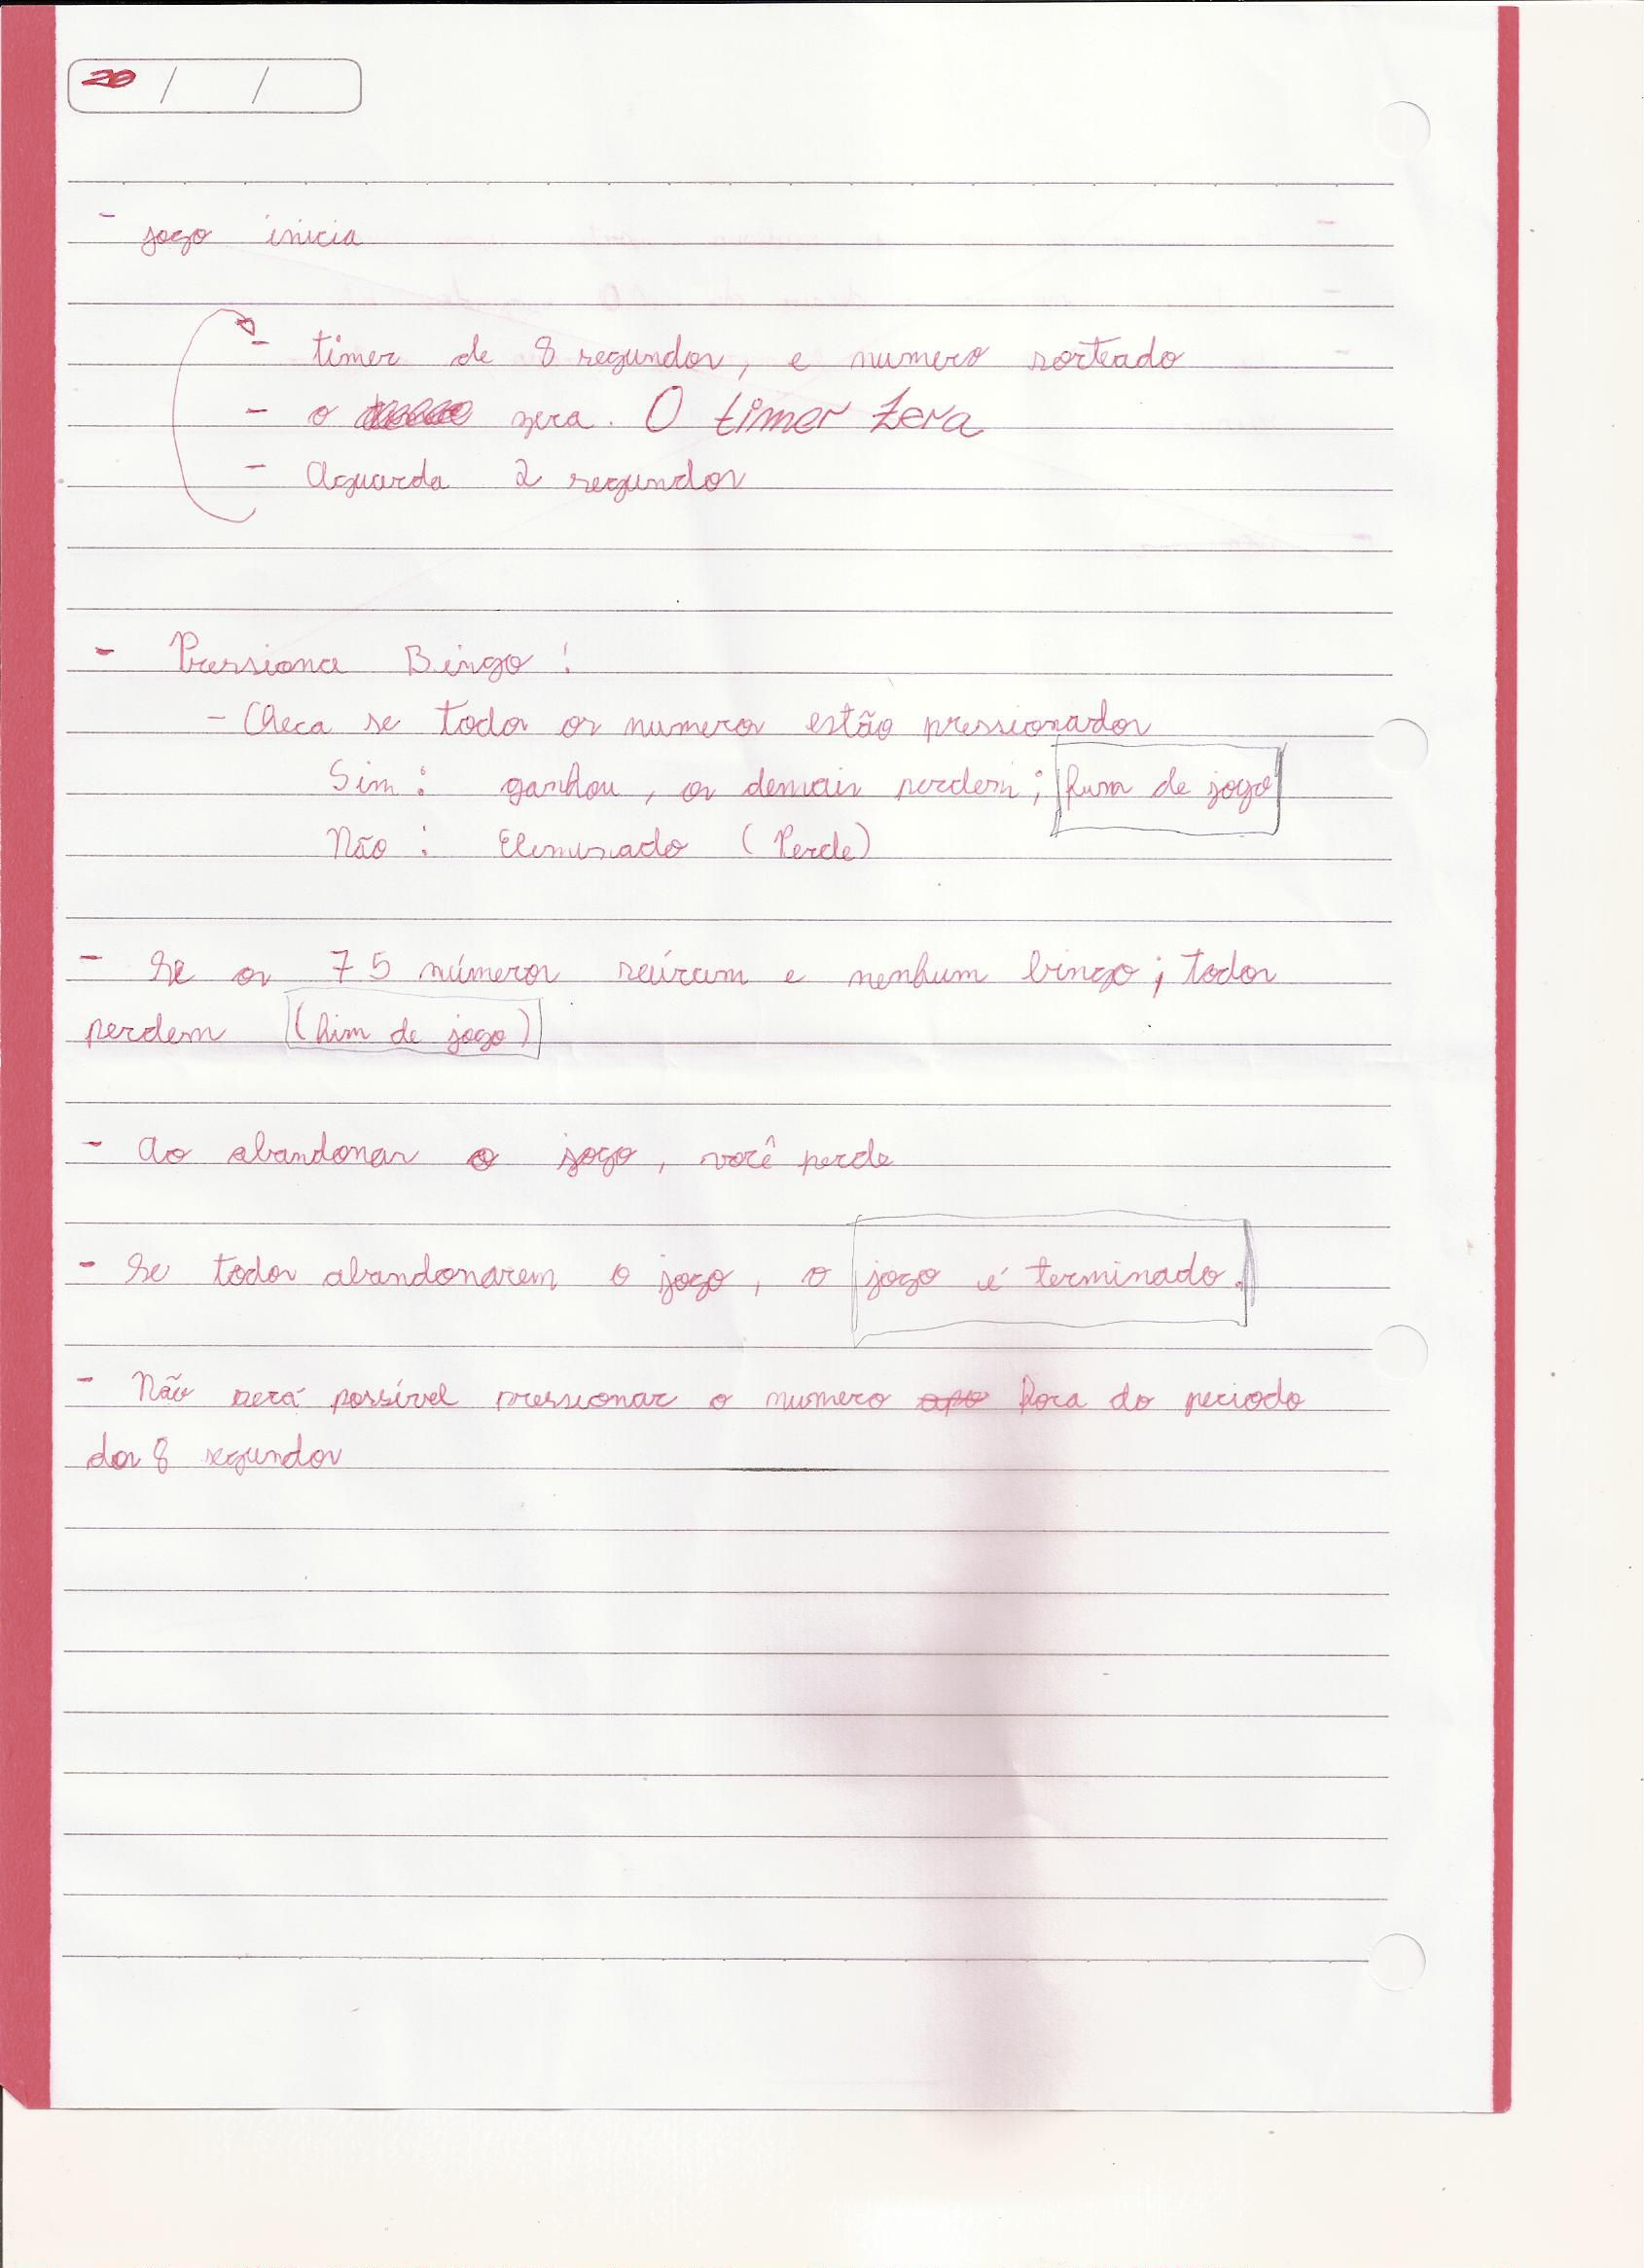 20 / /
- jogo inicia
- timer de 8 segundos, e numero sorteado
- o zera. O timer zera
- Aguarda 2 segundos
- Pressiona Bingo!
- Checa se todos os numeros estão pressionados
Sim: ganhou, os demais perdem; fim de jogo
Não: Eliminado (Perde)
- Se os 75 números saíram e nenhum bingo; todos
perdem (fim de jogo)
- Ao abandonar o jogo, você perde
- Se todos abandonarem o jogo, o jogo é terminado.
- Não será possível pressionar o numero fora do periodo
dos 8 segundos